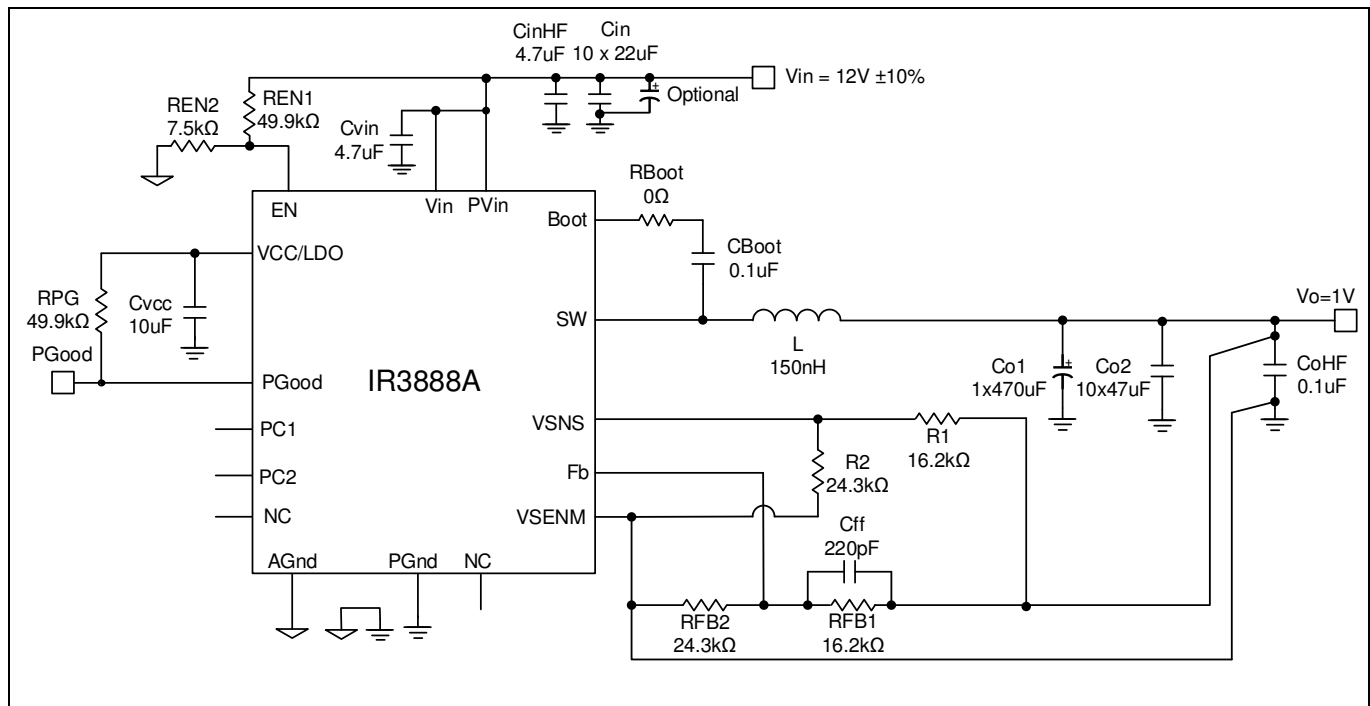 CinHF
4.7uF
Cin
10 x 22uF
Optional
Vin = 12V ±10%
REN2
7.5kΩ
REN1
49.9kΩ
Cvin
4.7uF
RBoot
0Ω
CBoot
0.1uF
EN
Vin
PVin
Boot
VCC/LDO
RPG
49.9kΩ
Cvcc
10uF
PGood
PGood
SW
L
150nH
Vo=1V
Co1
1x470uF
Co2
10x47uF
CoHF
0.1uF
IR3888A
PC1
PC2
NC
VSNS
Fb
VSENM
R1
16.2kΩ
R2
24.3kΩ
Cff
220pF
AGnd
PGnd
NC
RFB2
24.3kΩ
RFB1
16.2kΩ